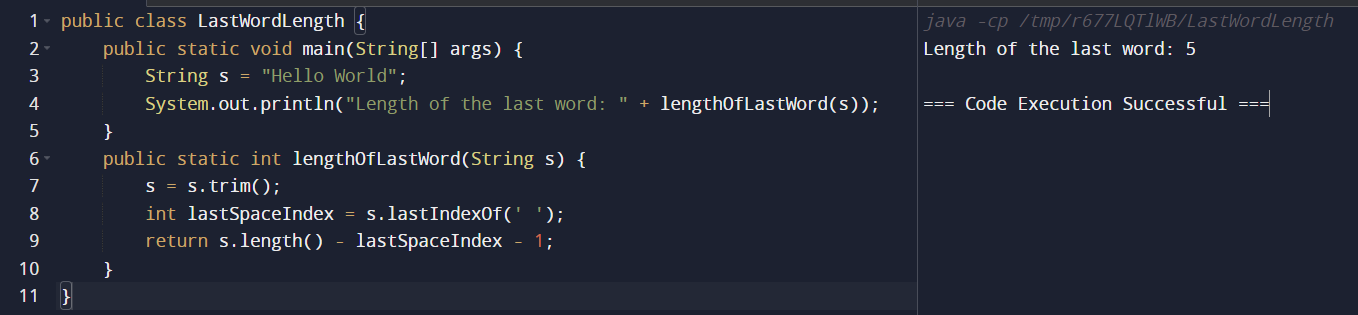 1 public class LastWordLength {
2     public static void main(String[] args) {
3         String s = "Hello World";
4         System.out.println("Length of the last word: " + lengthOfLastWord(s));
5     }
6     public static int lengthOfLastWord(String s) {
7         s = s.trim();
8         int lastSpaceIndex = s.lastIndexOf(' ');
9         return s.length() - lastSpaceIndex - 1;
10     }
11 }
java -cp /tmp/r677LQTlWB/LastWordLength
Length of the last word: 5
=== Code Execution Successful ===